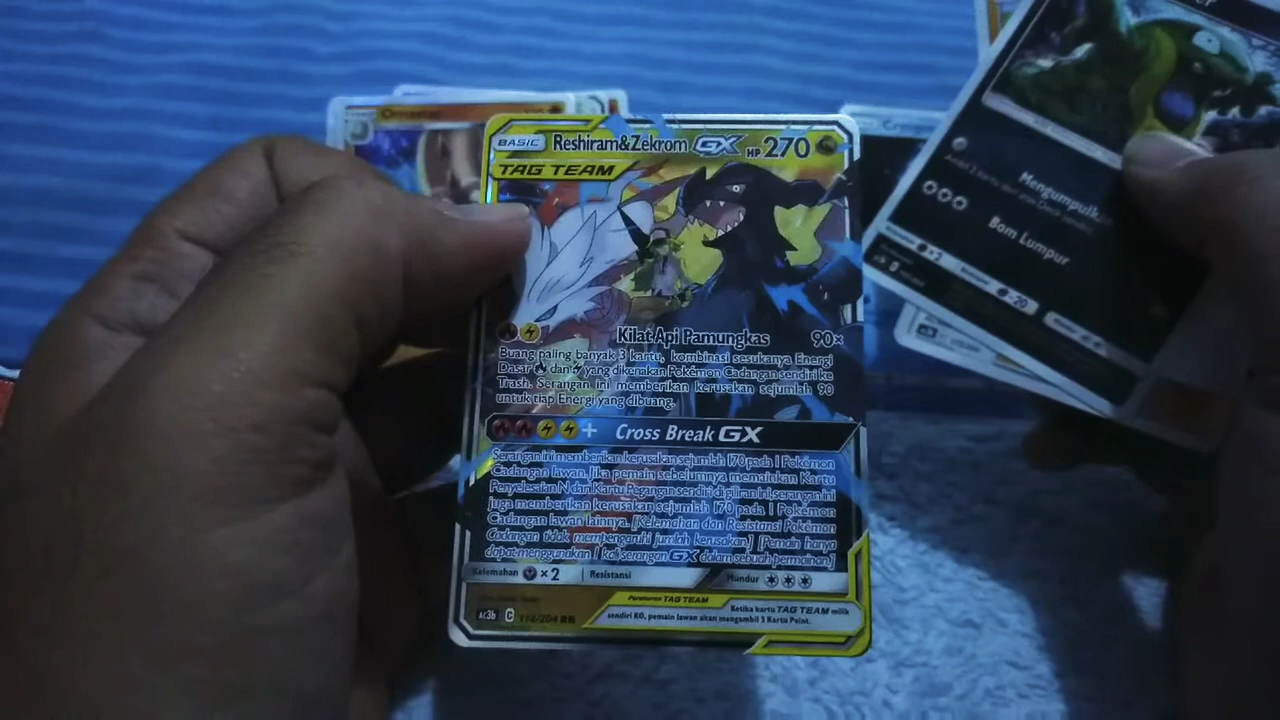 BASIC Reshiram&Zekrom GX HP 270
TAG TEAM
Kilat Api Pamungkas 90×
Buang paling banyak 3 kartu, kombinasi sesukanya Energi
Dasar dan yang dikenakan Pokémon Cadangan sendiri ke
Trash. Serangan ini memberikan kerusakan sejumlah 90
untuk tiap Energi yang dibuang.
+ Cross Break GX
Serangan ini memberikan kerusakan sejumlah 170 pada 1 Pokémon
Cadangan lawan. Jika pemain sebelumnya memainkan Kartu
Penyelesaian N dan Kartu Pegangan sendiri di giliran ini, serangan ini
juga memberikan kerusakan sejumlah 170 pada 1 Pokémon
Cadangan lawan lainnya. [Kelemahan dan Resistansi Pokémon
Cadangan tidak mempengaruhi jumlah kerusakan.] [Pemain hanya
dapat menggunakan 1 kali serangan GX dalam sebuah permainan.]
Kelemahan ×2 Resistansi Mundur
Peraturan TAG TEAM
Ketika kartu TAG TEAM milik
sendiri KO, pemain lawan akan mengambil 3 Kartu Point.
AC3b C 114/204 RR
Omastar
Bom Lumpur
×2
-20